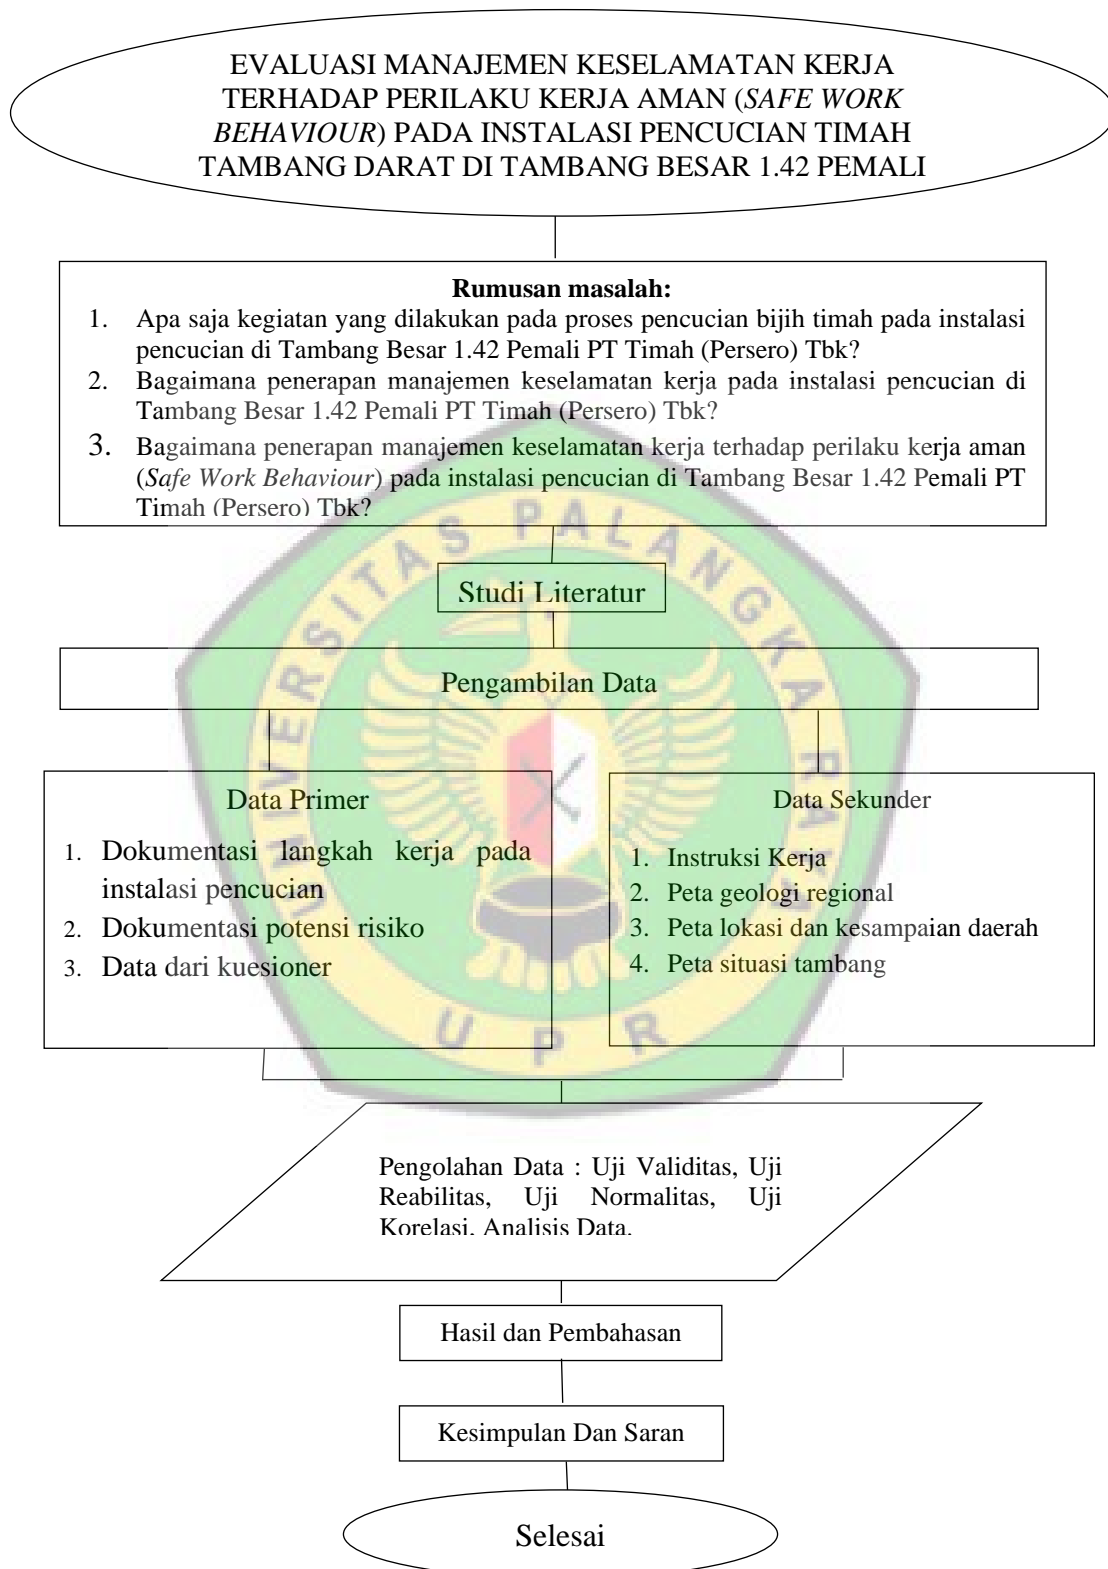 EVALUASI MANAJEMEN KESELAMATAN KERJA
TERHADAP PERILAKU KERJA AMAN (SAFE WORK
BEHAVIOUR) PADA INSTALASI PENCUCIAN TIMAH
TAMBANG DARAT DI TAMBANG BESAR 1.42 PEMALI
Rumusan masalah:
1. Apa saja kegiatan yang dilakukan pada proses pencucian bijih timah pada instalasi
pencucian di Tambang Besar 1.42 Pemali PT Timah (Persero) Tbk?
2. Bagaimana penerapan manajemen keselamatan kerja pada instalasi pencucian di
Tambang Besar 1.42 Pemali PT Timah (Persero) Tbk?
3. Bagaimana penerapan manajemen keselamatan kerja terhadap perilaku kerja aman
(Safe Work Behaviour) pada instalasi pencucian di Tambang Besar 1.42 Pemali PT
Timah (Persero) Tbk?
Studi Literatur
Pengambilan Data
Data Primer
1. Dokumentasi langkah kerja pada
instalasi pencucian
2. Dokumentasi potensi risiko
3. Data dari kuesioner
Data Sekunder
1. Instruksi Kerja
2. Peta geologi regional
3. Peta lokasi dan kesampaian daerah
4. Peta situasi tambang
Pengolahan Data : Uji Validitas, Uji
Reabilitas, Uji Normalitas, Uji
Korelasi, Analisis Data.
Hasil dan Pembahasan
Kesimpulan Dan Saran
Selesai
UNIVERSITAS PALANGKA RAYA
UPR